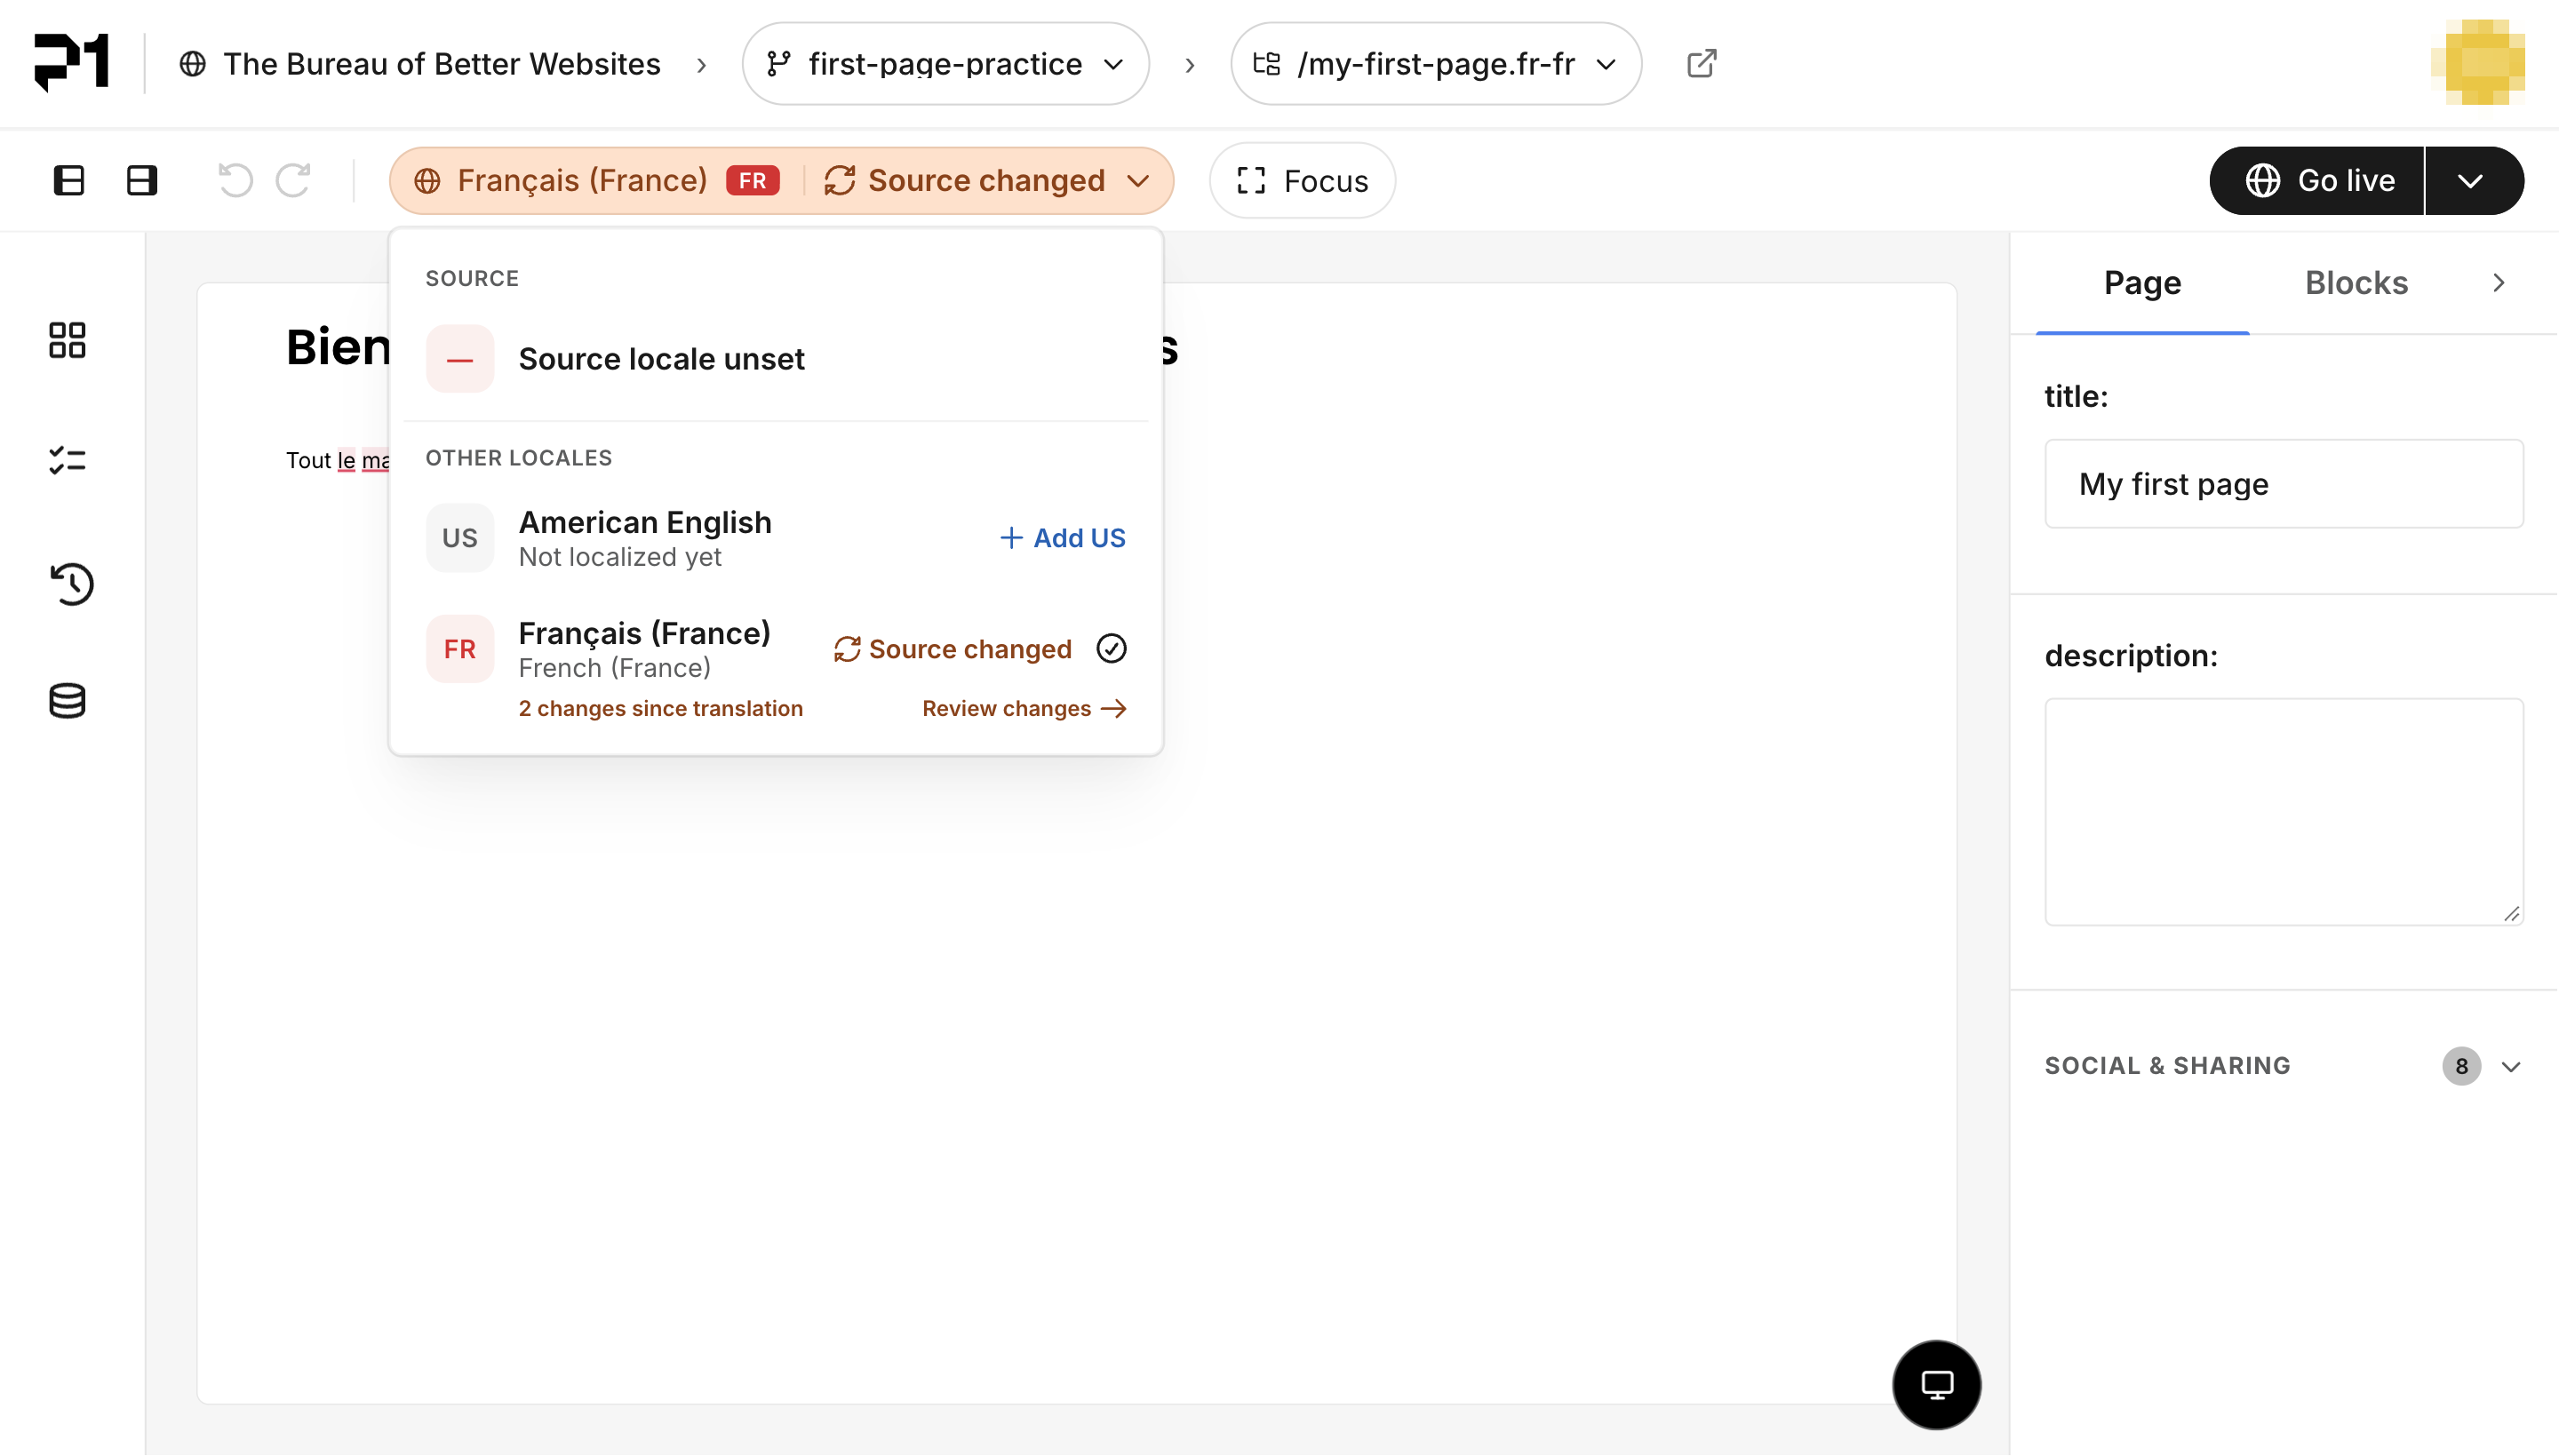 P1
The Bureau of Better Websites
first-page-practice
/my-first-page.fr-fr
Français (France) FR Source changed
Focus
Go live
SOURCE
Source locale unset
OTHER LOCALES
US
American English
Not localized yet
+ Add US
FR
Français (France)
French (France)
Source changed
2 changes since translation
Review changes →
Bien
s
Tout le ma
Page
Blocks
title:
My first page
description:
SOCIAL & SHARING
8